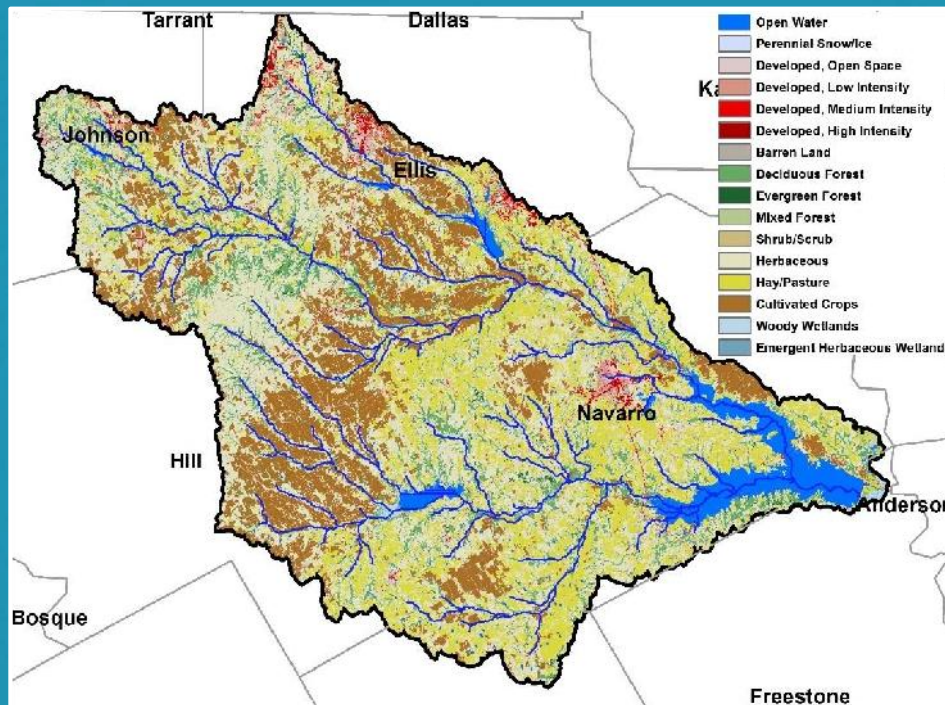 Tarrant
Dallas
Ka
Johnson
Ellis
Navarro
Hill
Anderson
Bosque
Freestone
Open Water
Perennial Snow/Ice
Developed, Open Space
Developed, Low Intensity
Developed, Medium Intensity
Developed, High Intensity
Barren Land
Deciduous Forest
Evergreen Forest
Mixed Forest
Shrub/Scrub
Herbaceous
Hay/Pasture
Cultivated Crops
Woody Wetlands
Emergent Herbaceous Wetland